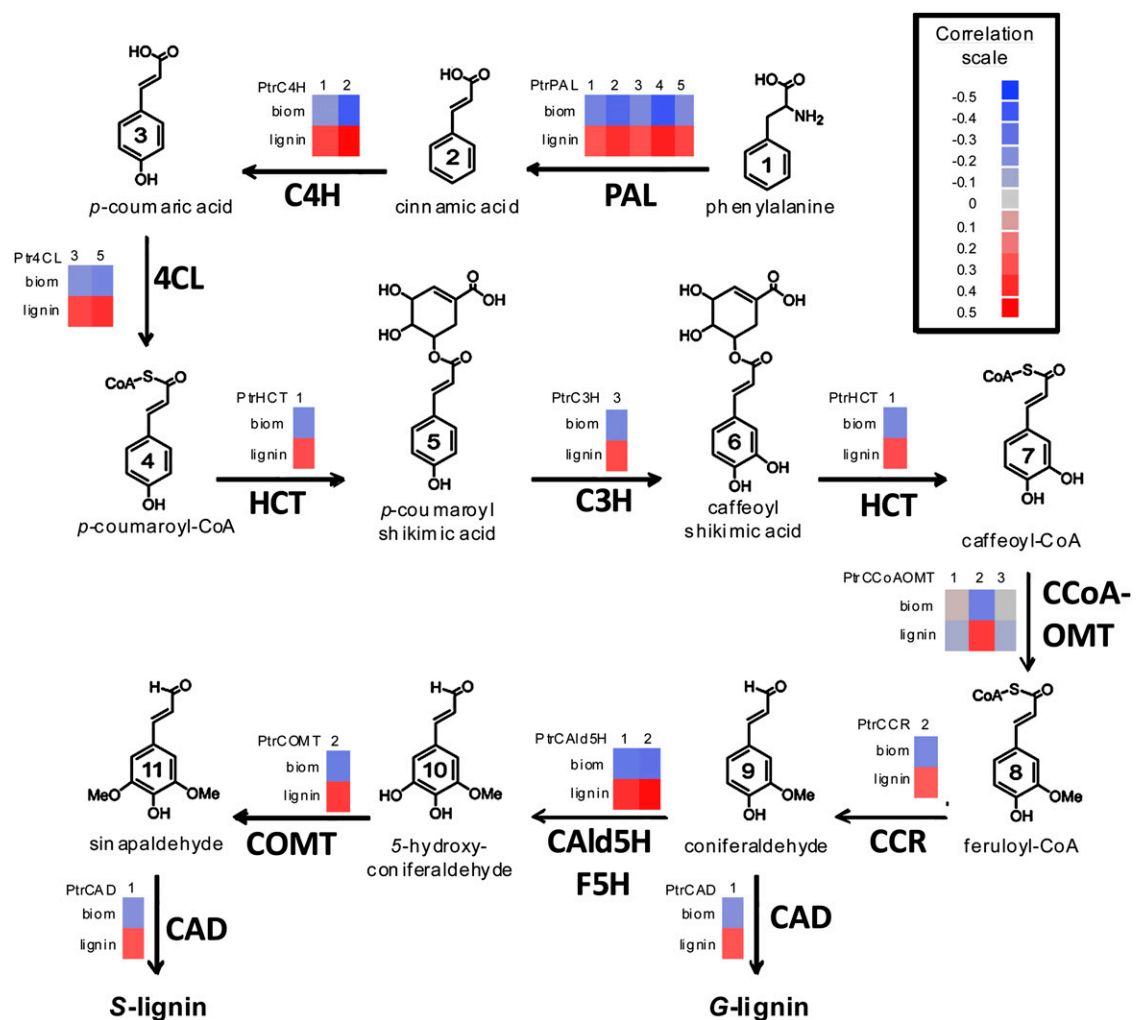 Correlation
scale
-0.5
-0.4
-0.3
-0.2
-0.1
0
0.1
0.2
0.3
0.4
0.5
HO O
3
OH
p-coumaric acid
PtrC4H 1 2
biom
lignin
C4H
HO O
2
cinnamic acid
PtrPAL 1 2 3 4 5
biom
lignin
PAL
HO O
NH₂
1
phenylalanine
Ptr4CL 3 5
biom
lignin
4CL
CoA S O
4
OH
p-coumaroyl-CoA
PtrHCT 1
biom
lignin
HCT
HO O
OH
HO
O O
5
OH
p-coumaroyl
shikimic acid
PtrC3H 3
biom
lignin
C3H
HO O
OH
HO
O O
6
OH
OH
caffeoyl
shikimic acid
PtrHCT 1
biom
lignin
HCT
CoA S O
7
OH
OH
caffeoyl-CoA
PtrCCoAOMT 1 2 3
biom
lignin
CCoA-
OMT
CoA S O
8
OMe
OH
feruloyl-CoA
PtrCCR 2
biom
lignin
CCR
H O
9
OMe
OH
coniferaldehyde
PtrCAld5H 1 2
biom
lignin
CAld5H
F5H
H O
10
HO OMe
OH
5-hydroxy-
coniferaldehyde
PtrCOMT 2
biom
lignin
COMT
H O
11
MeO OMe
OH
sinapaldehyde
PtrCAD 1
biom
lignin
CAD
S-lignin
PtrCAD 1
biom
lignin
CAD
G-lignin